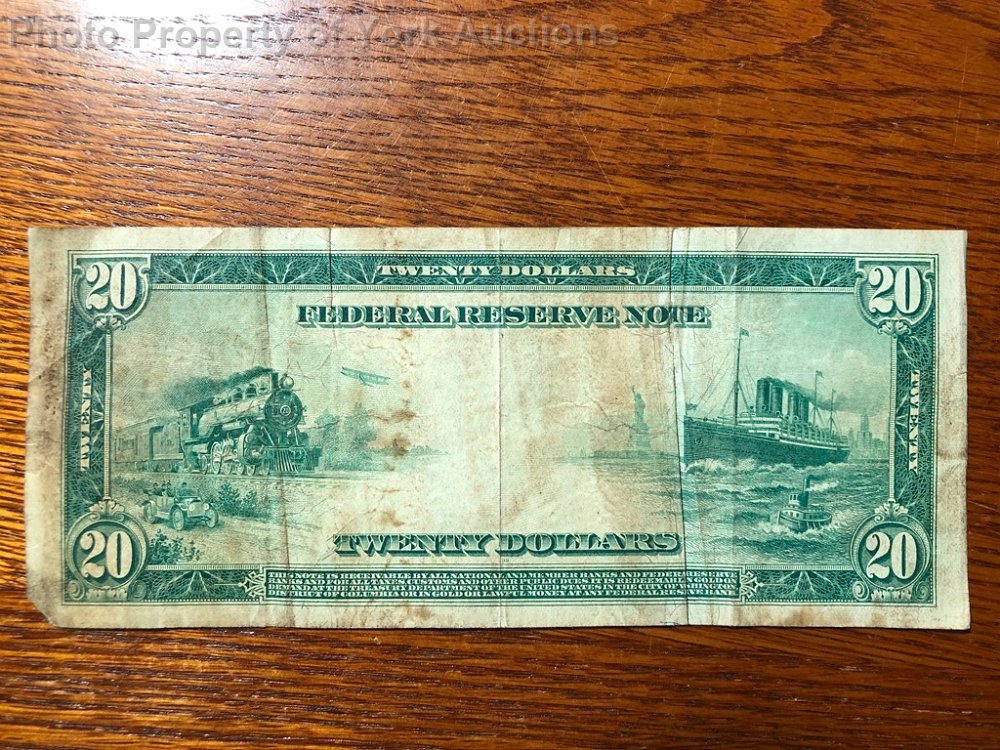 Photo Property of York Auctions
20 TWENTY DOLLARS 20
FEDERAL RESERVE NOTE
TWENTY
TWENTY
20 TWENTY DOLLARS 20
THIS NOTE IS RECEIVABLE BY ALL NATIONAL AND MEMBER BANKS AND FEDERAL RESERVE
BANKS AND FOR ALL TAXES, CUSTOMS AND OTHER PUBLIC DUES. IT IS REDEEMABLE IN GOLD ON
DEMAND AT THE TREASURY DEPARTMENT OF THE UNITED STATES IN THE CITY OF WASHINGTON,
DISTRICT OF COLUMBIA OR IN GOLD OR LAWFUL MONEY AT ANY FEDERAL RESERVE BANK.